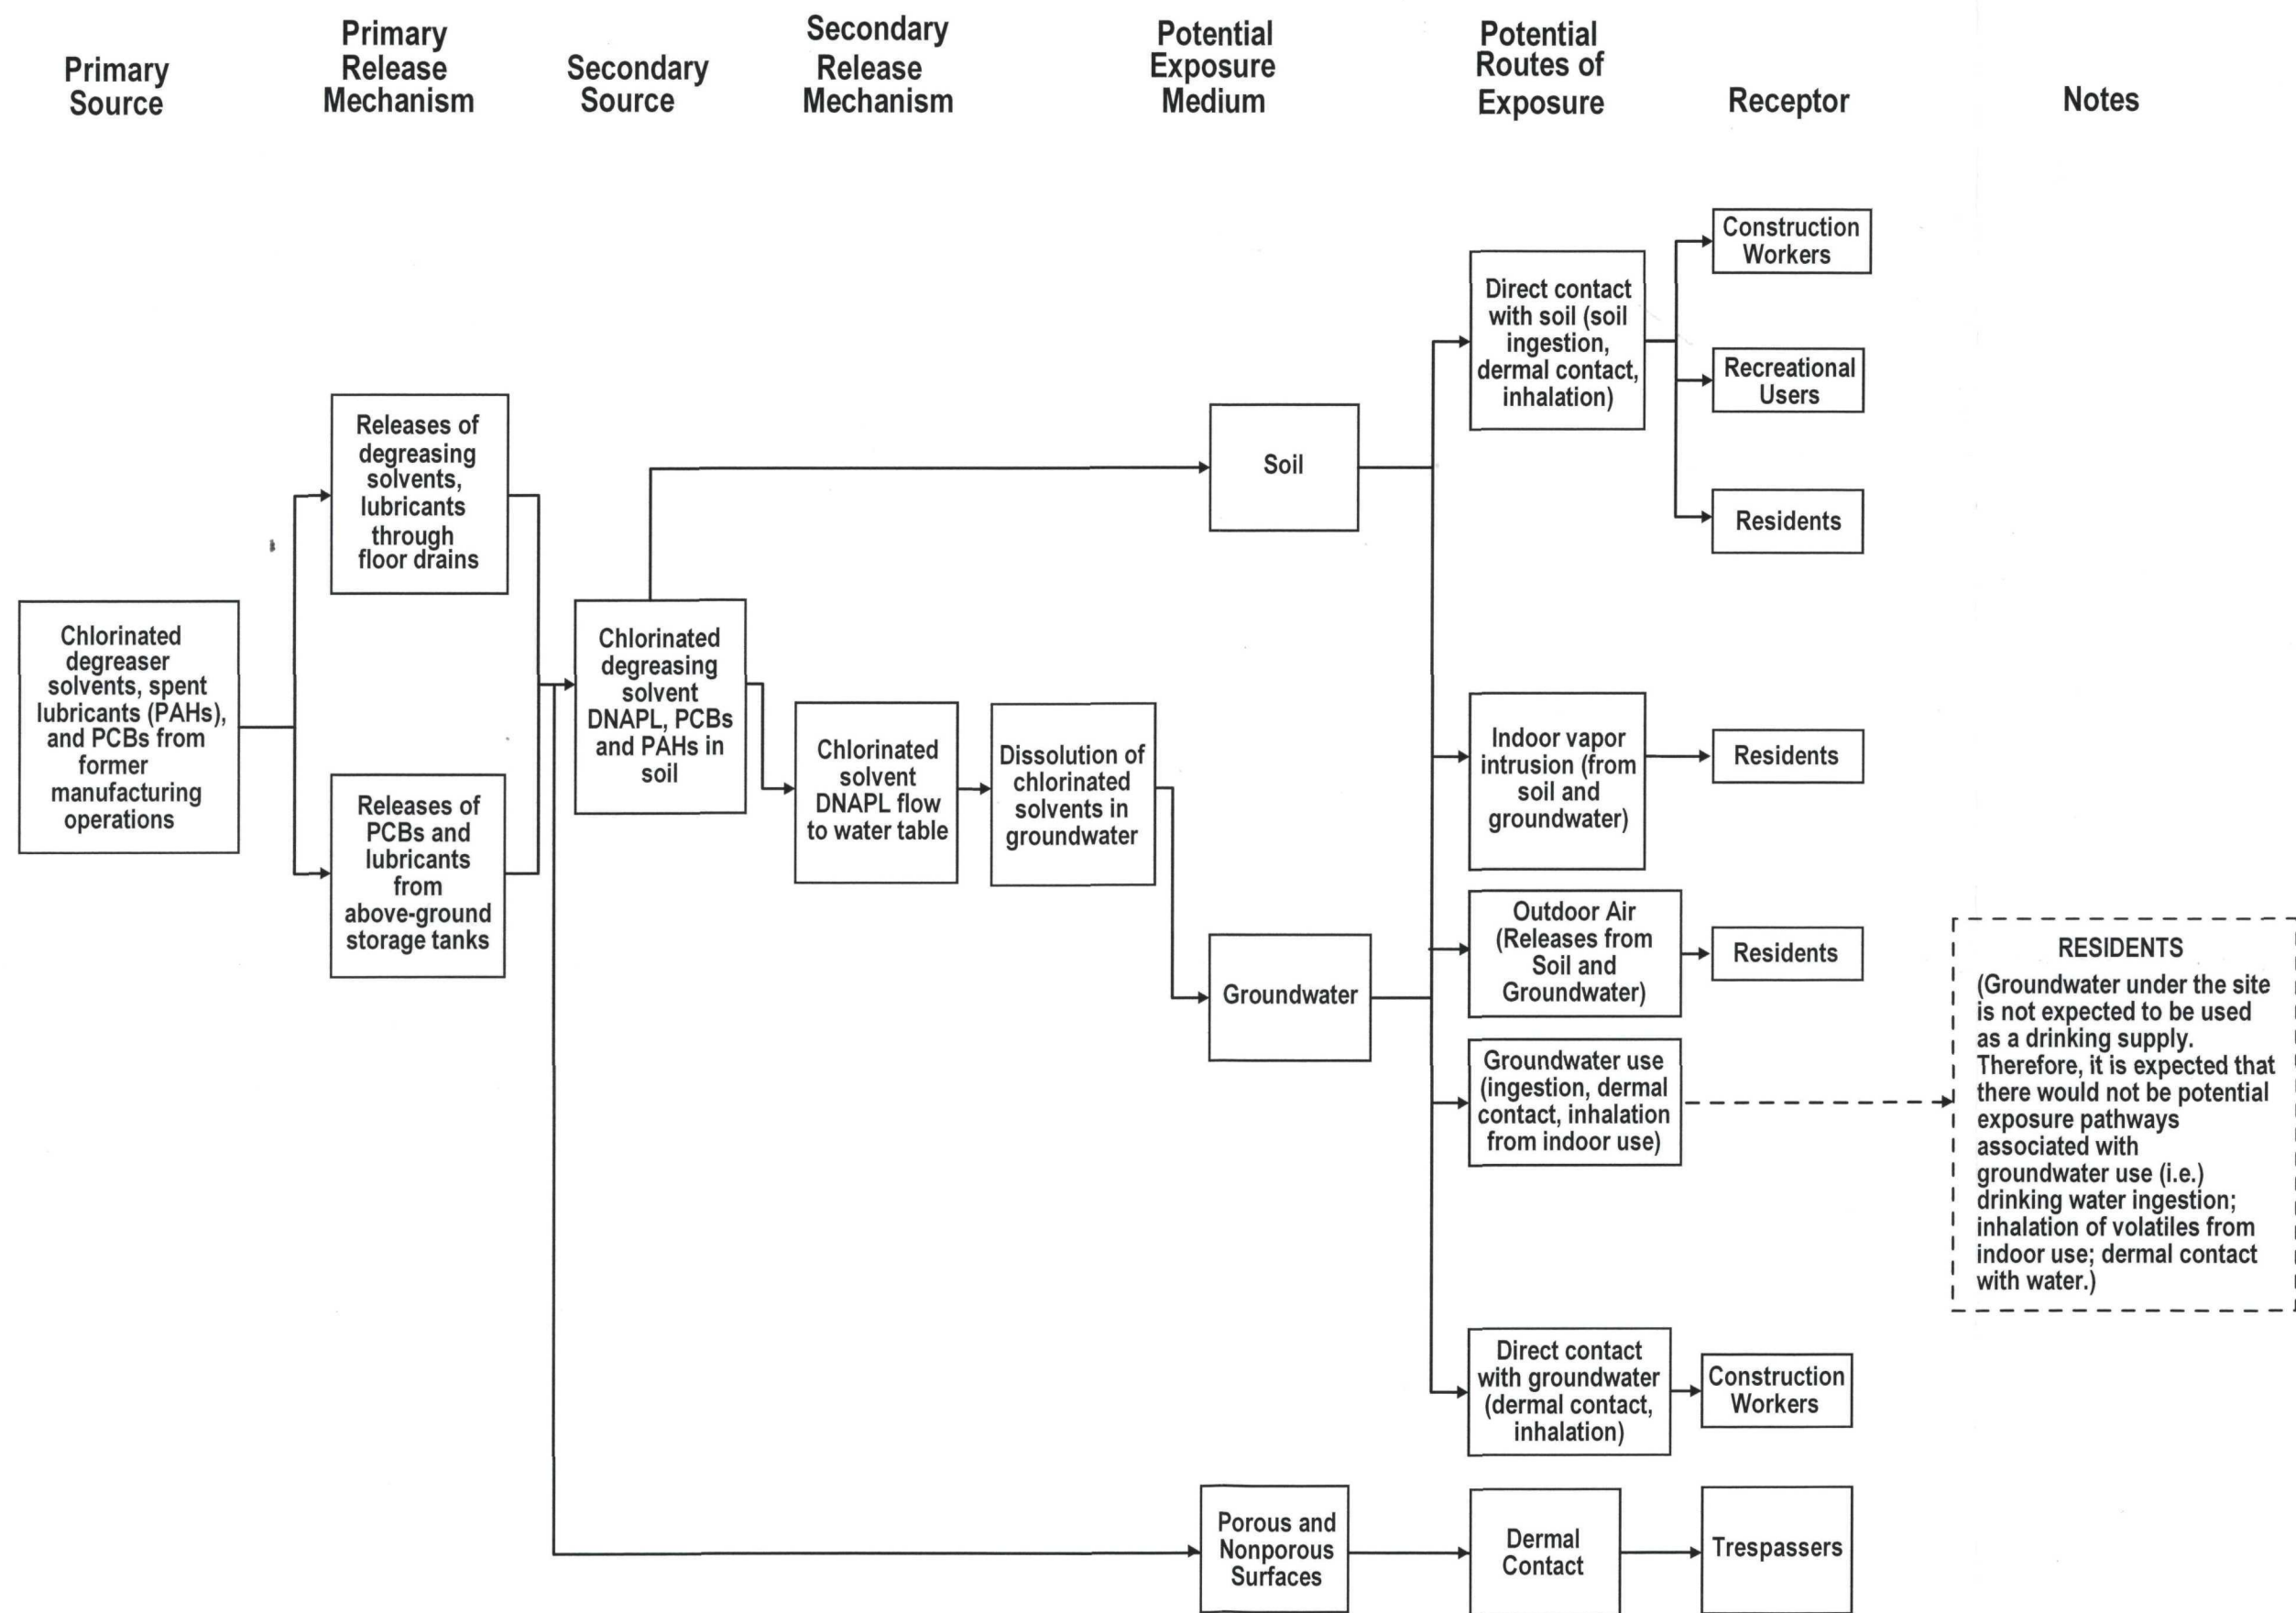 Primary
Source
Primary
Release
Mechanism
Secondary
Source
Secondary
Release
Mechanism
Potential
Exposure
Medium
Potential
Routes of
Exposure
Receptor
Notes
Chlorinated
degreaser
solvents, spent
lubricants (PAHs),
and PCBs from
former
manufacturing
operations
Releases of
degreasing
solvents,
lubricants
through
floor drains
Releases of
PCBs and
lubricants
from
above-ground
storage tanks
Chlorinated
degreasing
solvent
DNAPL, PCBs
and PAHs in
soil
Chlorinated
solvent
DNAPL flow
to water table
Dissolution of
chlorinated
solvents in
groundwater
Soil
Groundwater
Porous and
Nonporous
Surfaces
Direct contact
with soil (soil
ingestion,
dermal contact,
inhalation)
Construction
Workers
Recreational
Users
Residents
Indoor vapor
intrusion (from
soil and
groundwater)
Residents
Outdoor Air
(Releases from
Soil and
Groundwater)
Residents
Groundwater use
(ingestion, dermal
contact, inhalation
from indoor use)
RESIDENTS
(Groundwater under the site
is not expected to be used
as a drinking supply.
Therefore, it is expected that
there would not be potential
exposure pathways
associated with
groundwater use (i.e.)
drinking water ingestion;
inhalation of volatiles from
indoor use; dermal contact
with water.)
Direct contact
with groundwater
(dermal contact,
inhalation)
Construction
Workers
Dermal
Contact
Trespassers